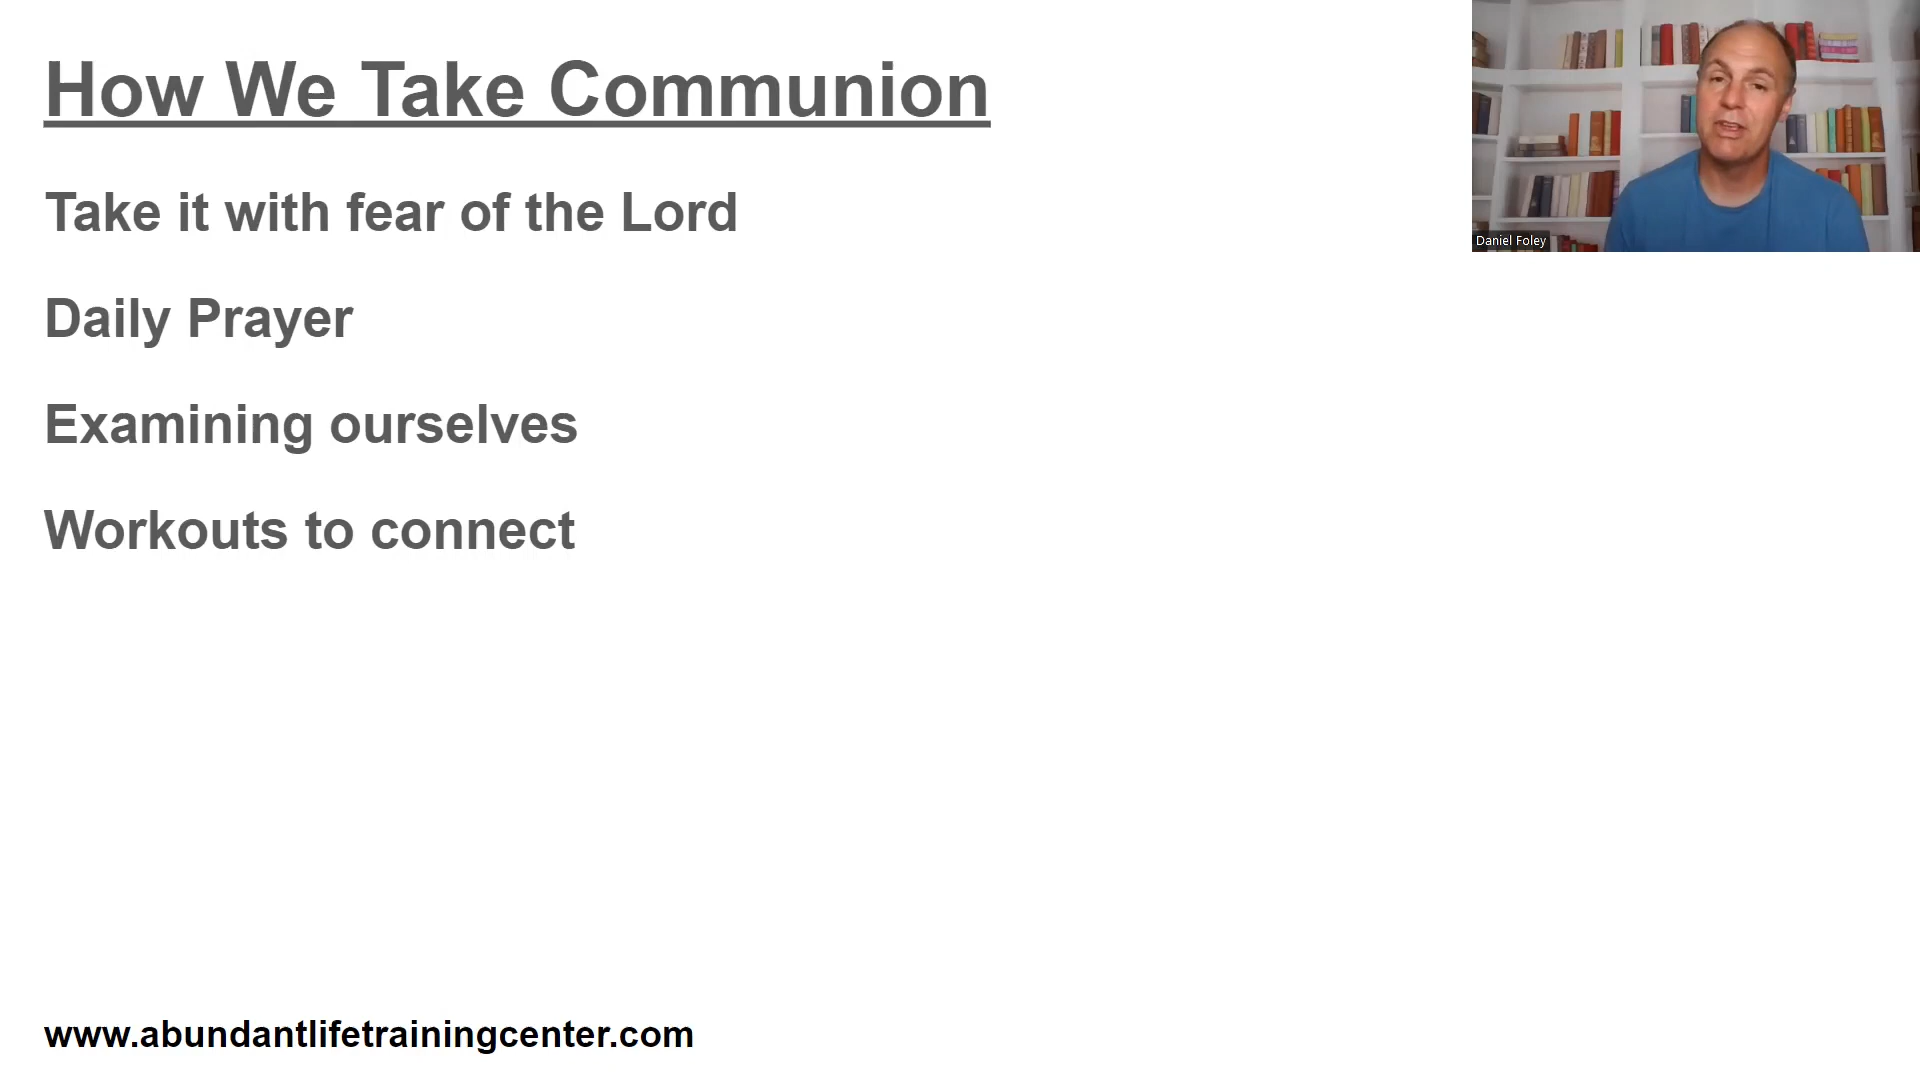 How We Take Communion
Take it with fear of the Lord
Daily Prayer
Examining ourselves
Workouts to connect
Daniel Foley
www.abundantlifetrainingcenter.com